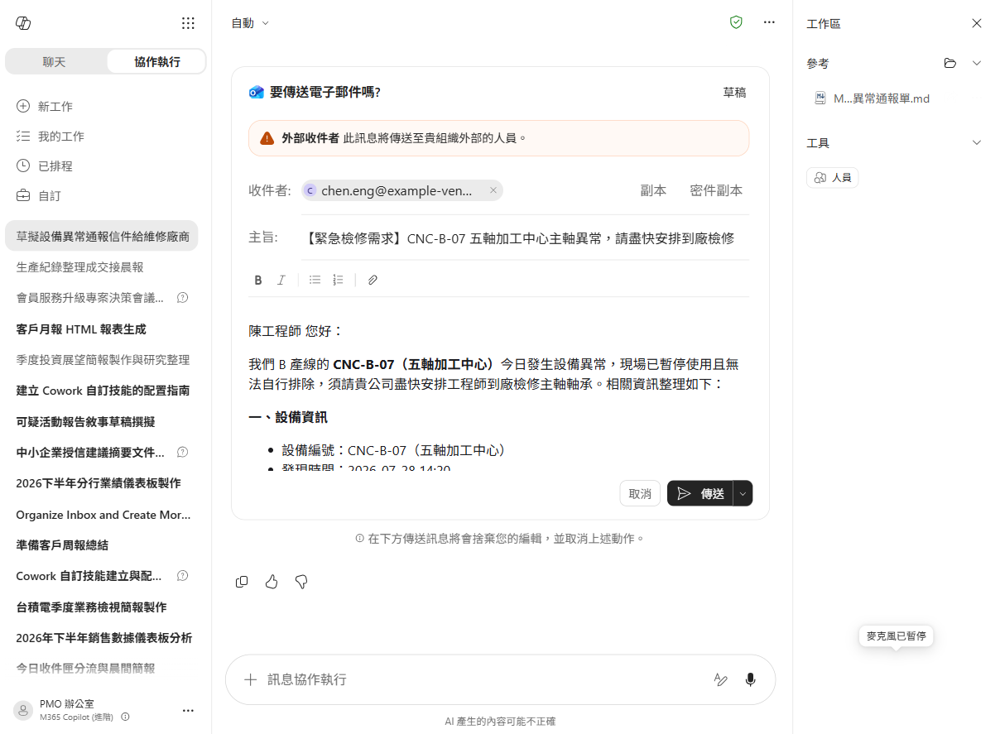 聊天
協作執行
新工作
我的工作
已排程
自訂
草擬設備異常通報信件給維修廠商
生產紀錄整理成交接晨報
會員服務升級專案決策會議...
客戶月報 HTML 報表生成
季度投資展望簡報製作與研究整理
建立 Cowork 自訂技能的配置指南
可疑活動報告敘事草稿撰擬
中小企業授信建議摘要文件...
2026下半年分行業績儀表板製作
Organize Inbox and Create Mor...
準備客戶周報總結
Cowork 自訂技能建立與配...
台積電季度業務檢視簡報製作
2026年下半年銷售數據儀表板分析
今日收件匣分流與晨間簡報
PMO 辦公室
M365 Copilot (進階)
自動
要傳送電子郵件嗎?
草稿
外部收件者 此訊息將傳送至貴組織外部的人員。
收件者:
C
chen.eng@example-ven...
副本
密件副本
主旨:
【緊急檢修需求】CNC-B-07 五軸加工中心主軸異常，請盡快安排到廠檢修
B I
陳工程師 您好：
我們 B 產線的 CNC-B-07（五軸加工中心）今日發生設備異常，現場已暫停使用且無
法自行排除，須請貴公司盡快安排工程師到廠檢修主軸軸承。相關資訊整理如下：
一、設備資訊
• 設備編號：CNC-B-07（五軸加工中心）
• 發現時間：2026-07-28 14:20
取消
傳送
在下方傳送訊息將會捨棄您的編輯，並取消上述動作。
訊息協作執行
AI 產生的內容可能不正確
工作區
參考
M...異常通報單.md
工具
人員
麥克風已暫停